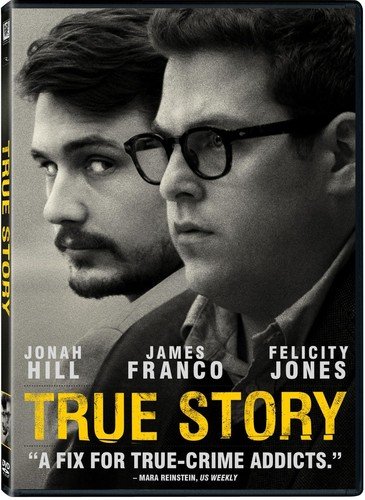 TRUE STORY
JONAH HILL
JAMES FRANCO
FELICITY JONES
TRUE STORY
“A FIX FOR TRUE-CRIME ADDICTS.”
– MARA REINSTEIN, US WEEKLY
DVD